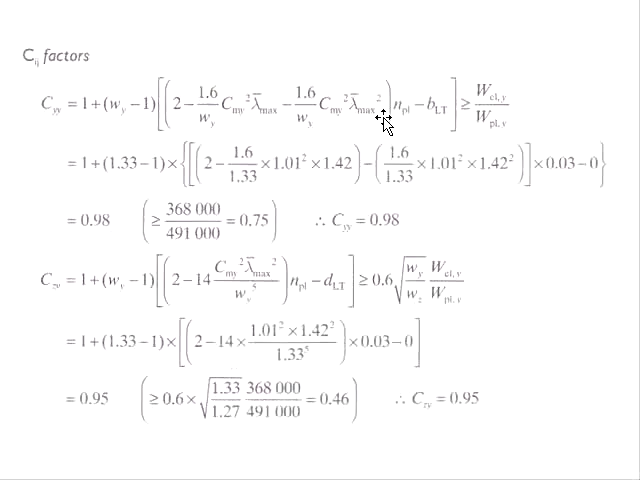 C_ij factors
C_yy = 1 + (w_y − 1)[(2 − 1.6/w_y C_my² λ̄_max − 1.6/w_y C_my² λ̄_max²) n_pl − b_LT] ≥ W_el,y/W_pl,y
= 1 + (1.33 − 1) × {[(2 − 1.6/1.33 × 1.01² × 1.42) − (1.6/1.33 × 1.01² × 1.42²)] × 0.03 − 0}
= 0.98 (≥ 368 000/491 000 = 0.75) ∴ C_yy = 0.98
C_zy = 1 + (w_y − 1)[(2 − 14 C_my² λ̄_max²/w_y⁵) n_pl − d_LT] ≥ 0.6 √(w_y/w_z) W_el,y/W_pl,y
= 1 + (1.33 − 1) × [(2 − 14 × 1.01² × 1.42²/1.33⁵) × 0.03 − 0]
= 0.95 (≥ 0.6 × √(1.33/1.27) 368 000/491 000 = 0.46) ∴ C_zy = 0.95